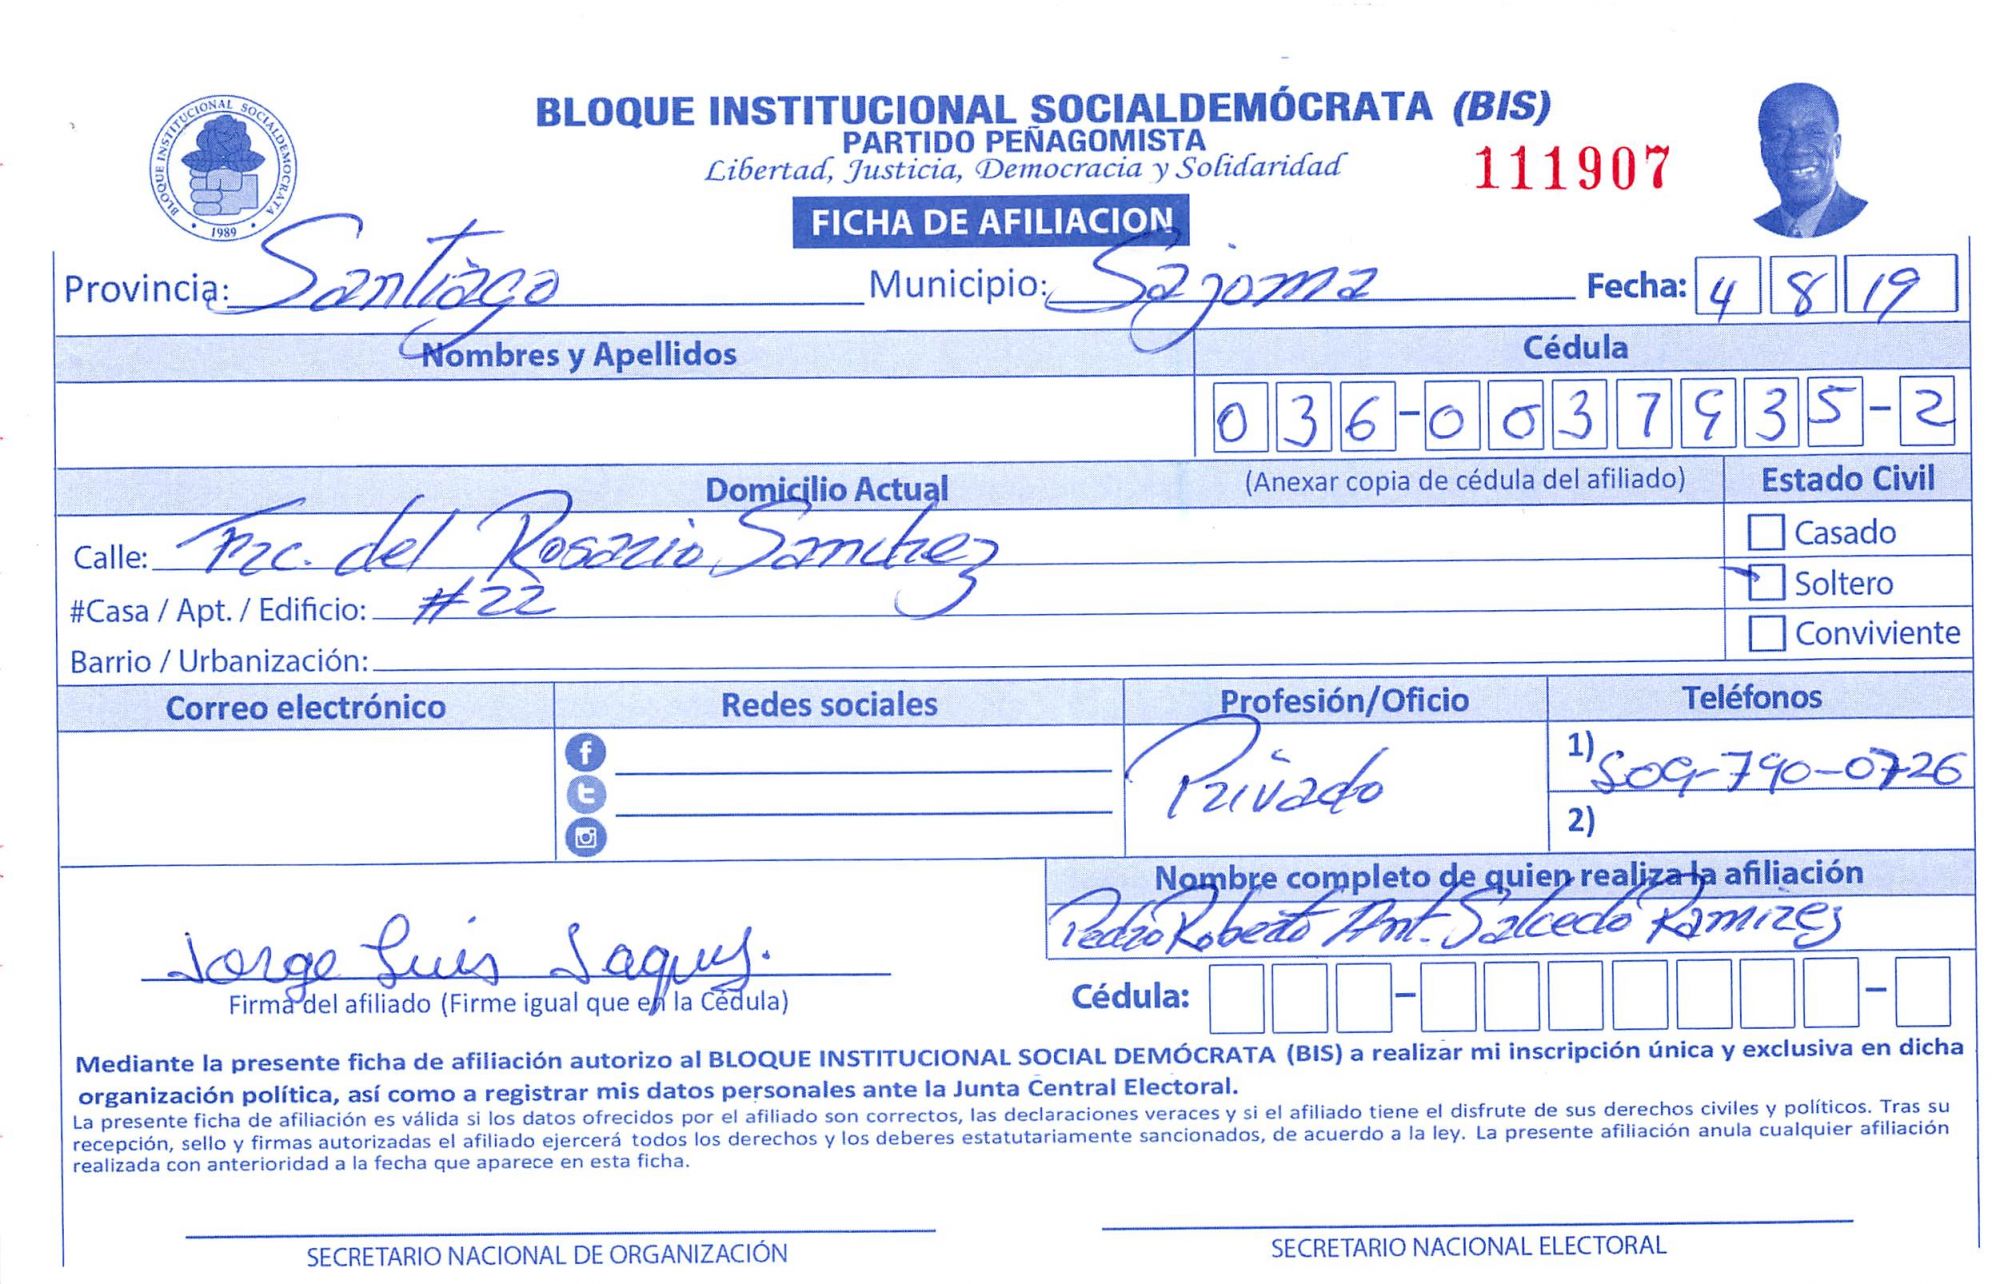 BLOQUE INSTITUCIONAL SOCIALDEMÓCRATA
1989
BLOQUE INSTITUCIONAL SOCIALDEMÓCRATA (BIS)
PARTIDO PEÑAGOMISTA
Libertad, Justicia, Democracia y Solidaridad
111907
FICHA DE AFILIACION
Provincia: Santiago Municipio: Sajoma Fecha: 4 8 19
Nombres y Apellidos Cédula
036-0037935-2
Domicilio Actual (Anexar copia de cédula del afiliado) Estado Civil
Calle: Frc. del Rosario Sanchez Casado
#Casa / Apt. / Edificio: #22 Soltero
Barrio / Urbanización: Conviviente
Correo electrónico Redes sociales Profesión/Oficio Teléfonos
Privado 1) 809-790-0726
2)
Nombre completo de quien realiza la afiliación
Pedro Roberto Ant. Salcedo Ramirez
Jorge Luis
Firma del afiliado (Firme igual que en la Cédula) Cédula: - -
Mediante la presente ficha de afiliación autorizo al BLOQUE INSTITUCIONAL SOCIAL DEMÓCRATA (BIS) a realizar mi inscripción única y exclusiva en dicha
organización política, así como a registrar mis datos personales ante la Junta Central Electoral.
La presente ficha de afiliación es válida si los datos ofrecidos por el afiliado son correctos, las declaraciones veraces y si el afiliado tiene el disfrute de sus derechos civiles y políticos. Tras su
recepción, sello y firmas autorizadas el afiliado ejercerá todos los derechos y los deberes estatutariamente sancionados, de acuerdo a la ley. La presente afiliación anula cualquier afiliación
realizada con anterioridad a la fecha que aparece en esta ficha.
SECRETARIO NACIONAL DE ORGANIZACIÓN SECRETARIO NACIONAL ELECTORAL